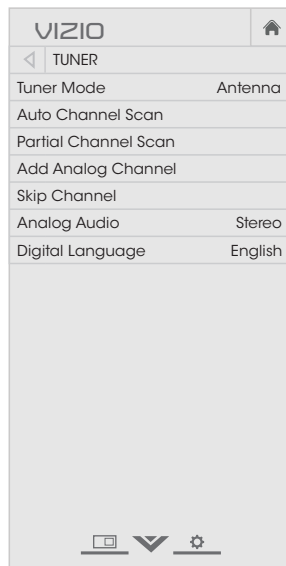 VIZIO
TUNER
Tuner Mode Antenna
Auto Channel Scan
Partial Channel Scan
Add Analog Channel
Skip Channel
Analog Audio Stereo
Digital Language English